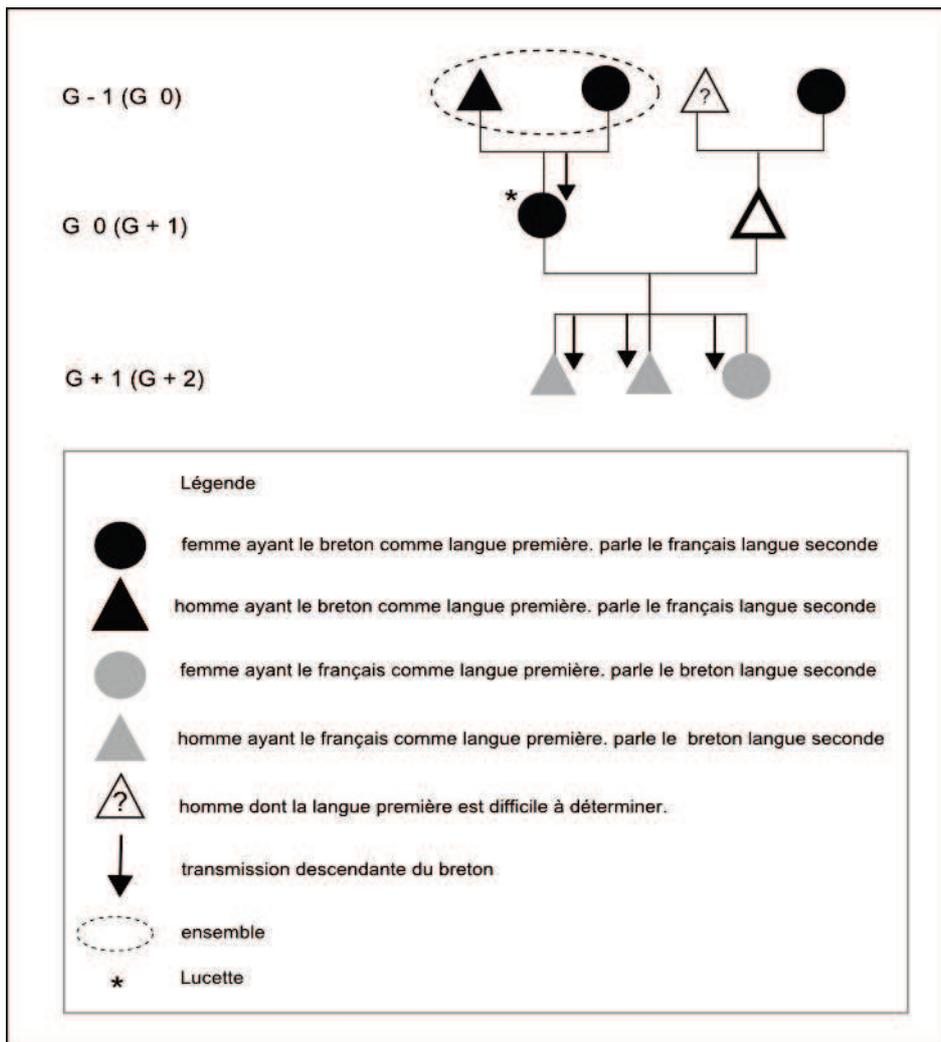 G - 1 (G 0)
?
*
G 0 (G + 1)
G + 1 (G + 2)
Légende
femme ayant le breton comme langue première. parle le français langue seconde
homme ayant le breton comme langue première. parle le français langue seconde
femme ayant le français comme langue première. parle le breton langue seconde
homme ayant le français comme langue première. parle le breton langue seconde
?
homme dont la langue première est difficile à déterminer.
transmission descendante du breton
ensemble
* Lucette